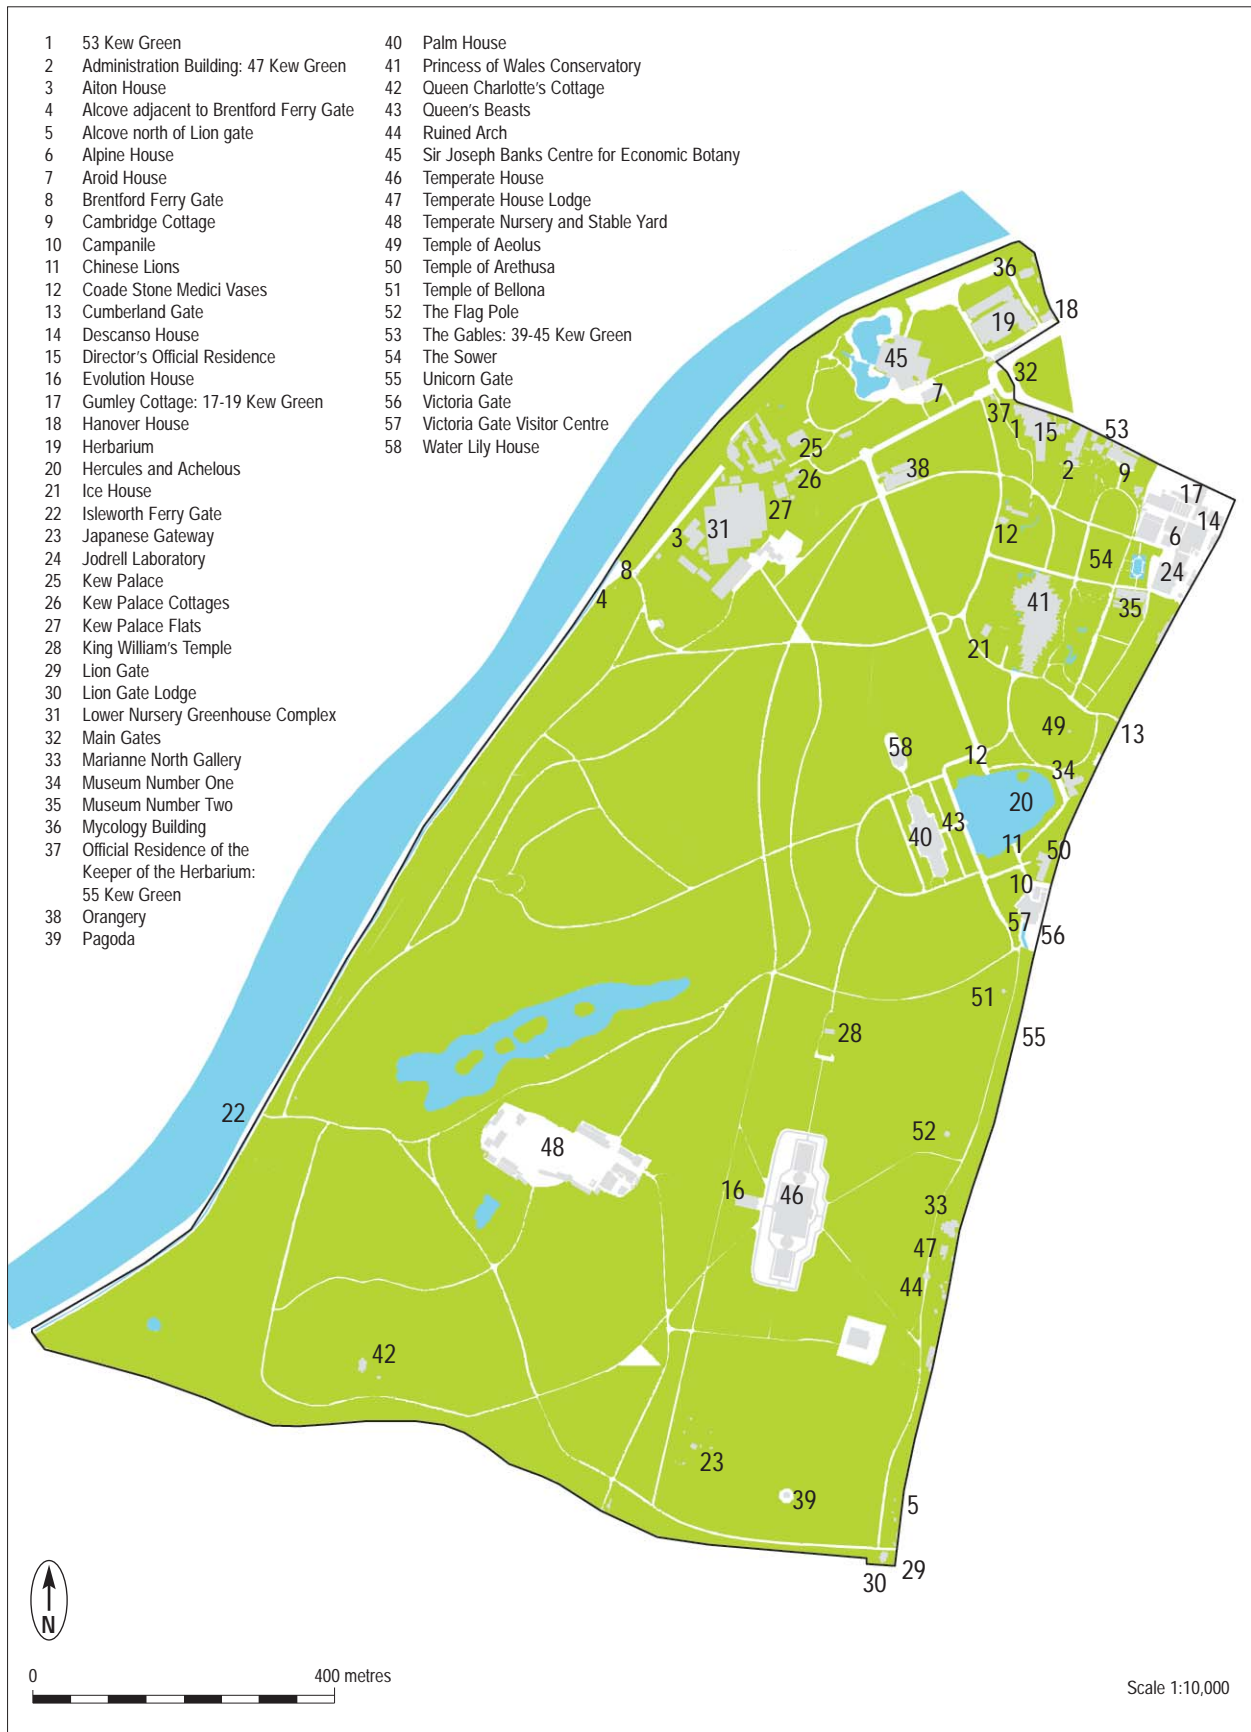 1 53 Kew Green
2 Administration Building: 47 Kew Green
3 Aiton House
4 Alcove adjacent to Brentford Ferry Gate
5 Alcove north of Lion gate
6 Alpine House
7 Aroid House
8 Brentford Ferry Gate
9 Cambridge Cottage
10 Campanile
11 Chinese Lions
12 Coade Stone Medici Vases
13 Cumberland Gate
14 Descanso House
15 Director's Official Residence
16 Evolution House
17 Gumley Cottage: 17-19 Kew Green
18 Hanover House
19 Herbarium
20 Hercules and Achelous
21 Ice House
22 Isleworth Ferry Gate
23 Japanese Gateway
24 Jodrell Laboratory
25 Kew Palace
26 Kew Palace Cottages
27 Kew Palace Flats
28 King William's Temple
29 Lion Gate
30 Lion Gate Lodge
31 Lower Nursery Greenhouse Complex
32 Main Gates
33 Marianne North Gallery
34 Museum Number One
35 Museum Number Two
36 Mycology Building
37 Official Residence of the
Keeper of the Herbarium:
55 Kew Green
38 Orangery
39 Pagoda
40 Palm House
41 Princess of Wales Conservatory
42 Queen Charlotte's Cottage
43 Queen's Beasts
44 Ruined Arch
45 Sir Joseph Banks Centre for Economic Botany
46 Temperate House
47 Temperate House Lodge
48 Temperate Nursery and Stable Yard
49 Temple of Aeolus
50 Temple of Arethusa
51 Temple of Bellona
52 The Flag Pole
53 The Gables: 39-45 Kew Green
54 The Sower
55 Unicorn Gate
56 Victoria Gate
57 Victoria Gate Visitor Centre
58 Water Lily House
36
18
19
45
32
7
37
1
15
53
2
9
25
38
26
17
27
14
31
3
12
6
54
24
8
4
41
35
21
49
13
58
12
34
20
43
40
11
50
10
57
56
51
28
55
22
52
48
16
46
33
47
44
42
23
39
5
29
30
N
0 400 metres
Scale 1:10,000